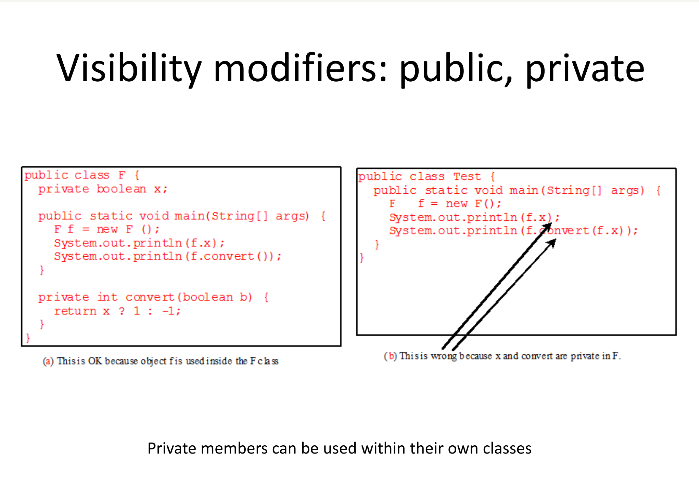 Visibility modifiers: public, private
public class F {
private boolean x;
public static void main(String[] args) {
F f = new F ();
System.out.println(f.x);
System.out.println(f.convert());
}
private int convert(boolean b) {
return x ? 1 : -1;
}
}
(a) This is OK because object f is used inside the F class
public class Test {
public static void main(String[] args) {
F f = new F();
System.out.println(f.x);
System.out.println(f.convert(f.x));
}
}
(b) This is wrong because x and convert are private in F.
Private members can be used within their own classes